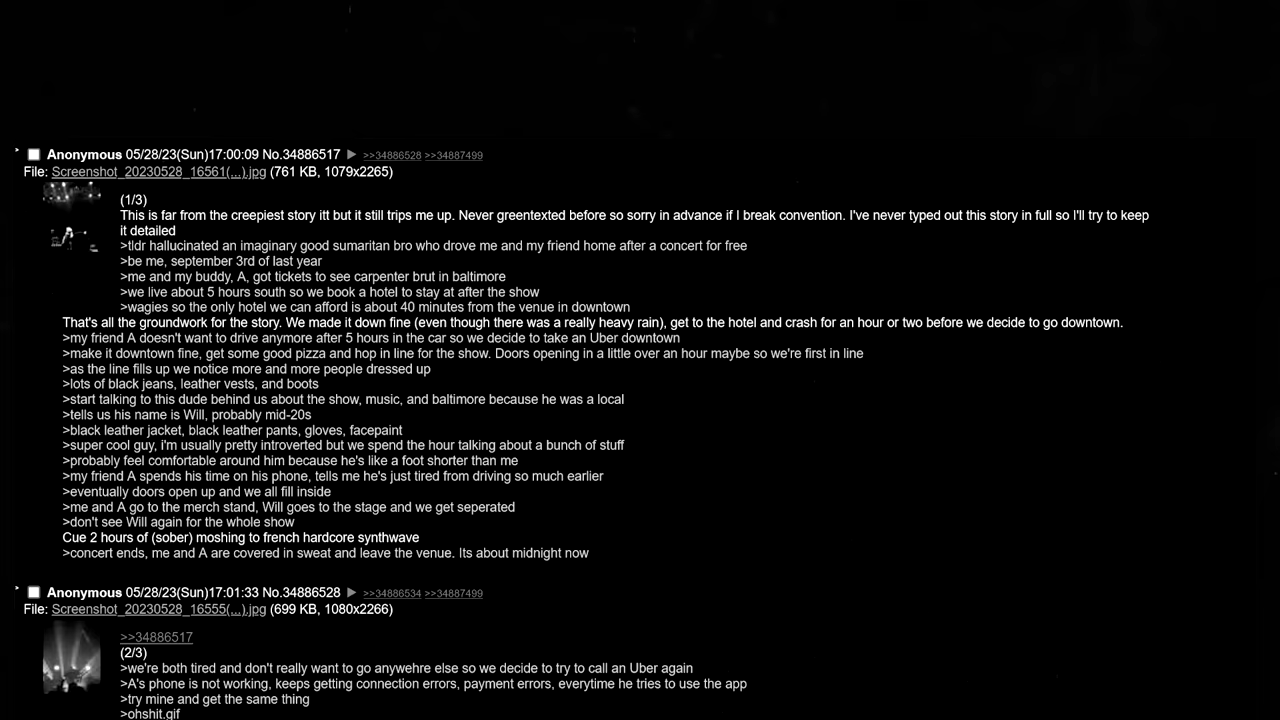 Anonymous 05/28/23(Sun)17:00:09 No.34886517 ▶ >>34886528 >>34887499
File: Screenshot_20230528_16561(...).jpg (761 KB, 1079x2265)
(1/3)
This is far from the creepiest story itt but it still trips me up. Never greentexted before so sorry in advance if I break convention. I've never typed out this story in full so I'll try to keep
it detailed
>tldr hallucinated an imaginary good sumaritan bro who drove me and my friend home after a concert for free
>be me, september 3rd of last year
>me and my buddy, A, got tickets to see carpenter brut in baltimore
>we live about 5 hours south so we book a hotel to stay at after the show
>wagies so the only hotel we can afford is about 40 minutes from the venue in downtown
That's all the groundwork for the story. We made it down fine (even though there was a really heavy rain), get to the hotel and crash for an hour or two before we decide to go downtown.
>my friend A doesn't want to drive anymore after 5 hours in the car so we decide to take an Uber downtown
>make it downtown fine, get some good pizza and hop in line for the show. Doors opening in a little over an hour maybe so we're first in line
>as the line fills up we notice more and more people dressed up
>lots of black jeans, leather vests, and boots
>start talking to this dude behind us about the show, music, and baltimore because he was a local
>tells us his name is Will, probably mid-20s
>black leather jacket, black leather pants, gloves, facepaint
>super cool guy, i'm usually pretty introverted but we spend the hour talking about a bunch of stuff
>probably feel comfortable around him because he's like a foot shorter than me
>my friend A spends his time on his phone, tells me he's just tired from driving so much earlier
>eventually doors open up and we all fill inside
>me and A go to the merch stand, Will goes to the stage and we get seperated
>don't see Will again for the whole show
Cue 2 hours of (sober) moshing to french hardcore synthwave
>concert ends, me and A are covered in sweat and leave the venue. Its about midnight now
Anonymous 05/28/23(Sun)17:01:33 No.34886528 ▶ >>34886534 >>34887499
File: Screenshot_20230528_16555(...).jpg (699 KB, 1080x2266)
>>34886517
(2/3)
>we're both tired and don't really want to go anywehre else so we decide to try to call an Uber again
>A's phone is not working, keeps getting connection errors, payment errors, everytime he tries to use the app
>try mine and get the same thing
>ohshit.gif